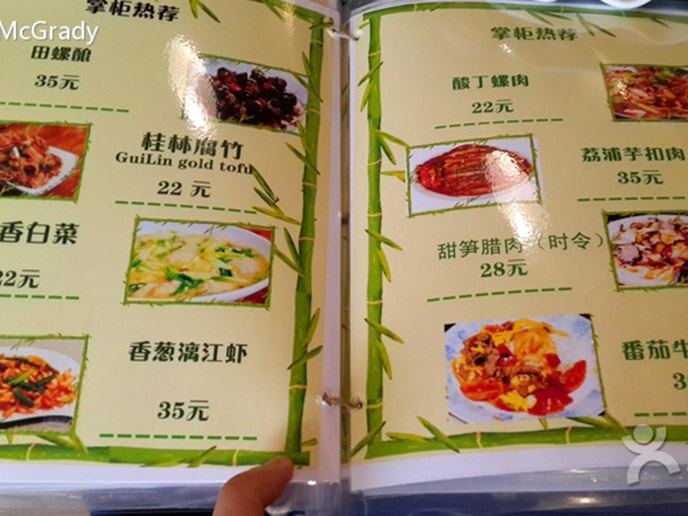 McGrady
掌柜热荐
田螺酿
35元
桂林腐竹
GuiLin gold tofu
22 元
香白菜
22元
香葱漓江虾
35元
掌柜热荐
酸丁螺肉
22元
荔浦芋扣肉
35元
甜笋腊肉（时令）
28元
番茄牛
3